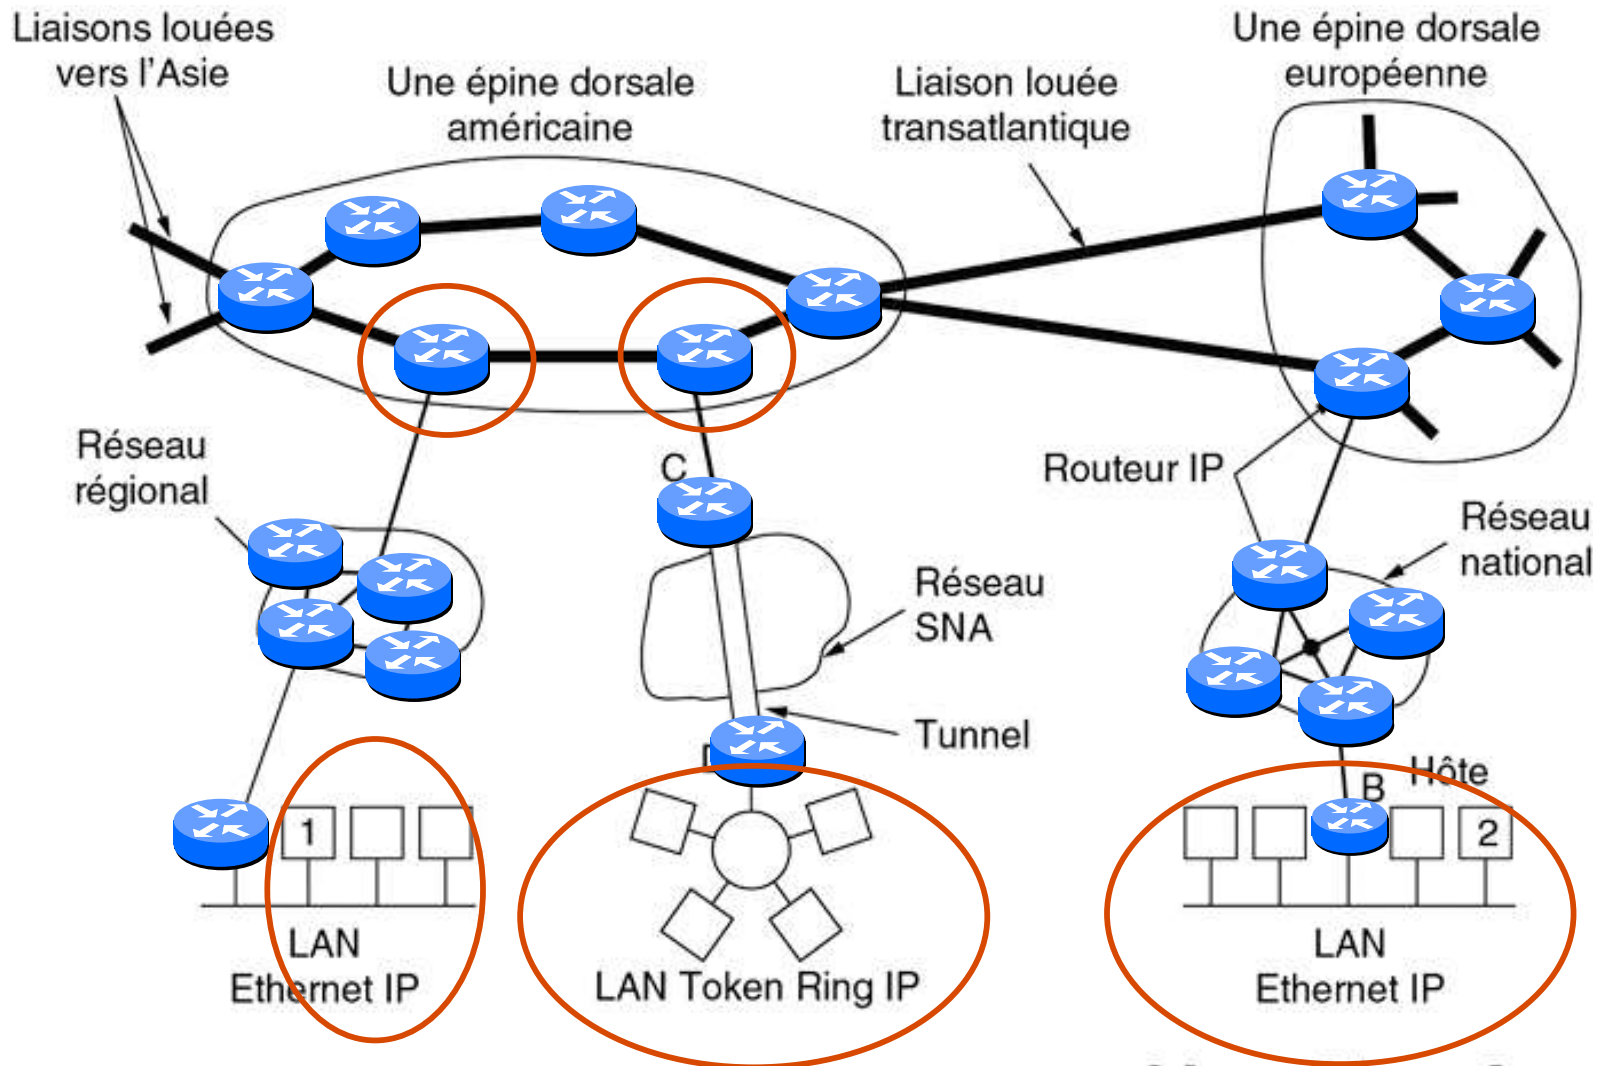 Liaisons louées
vers l'Asie
Une épine dorsale
américaine
Liaison louée
transatlantique
Une épine dorsale
européenne
Réseau
régional
C
Routeur IP
Réseau
national
Réseau
SNA
Tunnel
1
B
Hôte
2
LAN
Ethernet IP
LAN Token Ring IP
LAN
Ethernet IP